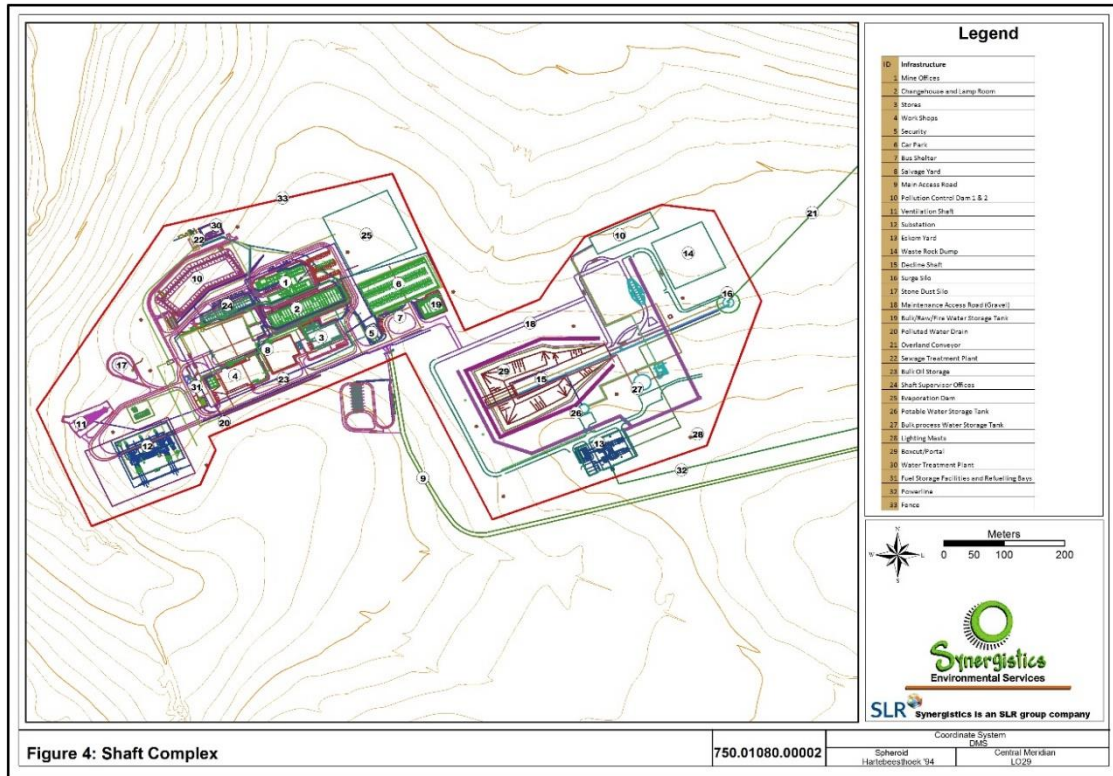 33
25
21
30
22
10
10
14
1
6
24
2
19
16
18
7
5
3
8
17
29
4
15
23
31
27
26
20
11
12
13
28
32
9
Legend
ID Infrastructure
1 Mine Offices
2 Changehouse and Lamp Room
3 Stores
4 Work Shops
5 Security
6 Car Park
7 Bus Shelter
8 Salvage Yard
9 Main Access Road
10 Pollution Control Dam 1 & 2
11 Ventilation Shaft
12 Substation
13 Eskom Yard
14 Waste Rock Dump
15 Decline Shaft
16 Surge Silo
17 Stone Dust Silo
18 Maintenance Access Road (Gravel)
19 Bulk/Raw/Fire Water Storage Tank
20 Polluted Water Drain
21 Overland Conveyor
22 Sewage Treatment Plant
23 Bulk Oil Storage
24 Shaft Supervisor Offices
25 Evaporation Dam
26 Potable Water Storage Tank
27 Bulk process Water Storage Tank
28 Lighting Masts
29 Boxcut/Portal
30 Water Treatment Plant
31 Fuel Storage Facilities and Refuelling Bays
32 Powerline
33 Fence
N
W E
S
Meters
0 50 100 200
Synergistics
Environmental Services
SLR Synergistics is an SLR group company
Figure 4: Shaft Complex
750.01080.00002
Coordinate System
DMS
Spheroid
Hartebeesthoek '94
Central Meridian
LO29